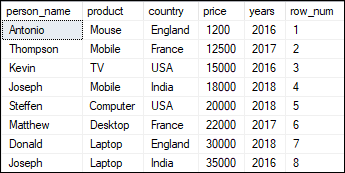 person_name product country price years row_num
Antonio Mouse England 1200 2016 1
Thompson Mobile France 12500 2017 2
Kevin TV USA 15000 2016 3
Joseph Mobile India 18000 2018 4
Steffen Computer USA 20000 2018 5
Matthew Desktop France 22000 2017 6
Donald Laptop England 30000 2018 7
Joseph Laptop India 35000 2016 8